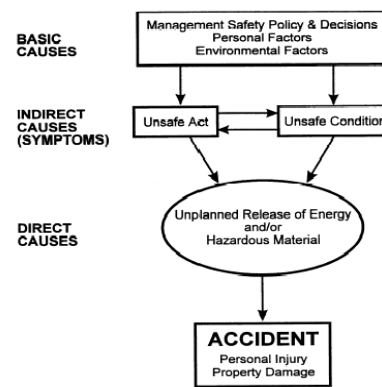 BASIC
CAUSES
Management Safety Policy & Decisions
Personal Factors
Environmental Factors
INDIRECT
CAUSES
(SYMPTOMS)
Unsafe Act
Unsafe Condition
DIRECT
CAUSES
Unplanned Release of Energy
and/or
Hazardous Material
ACCIDENT
Personal Injury
Property Damage